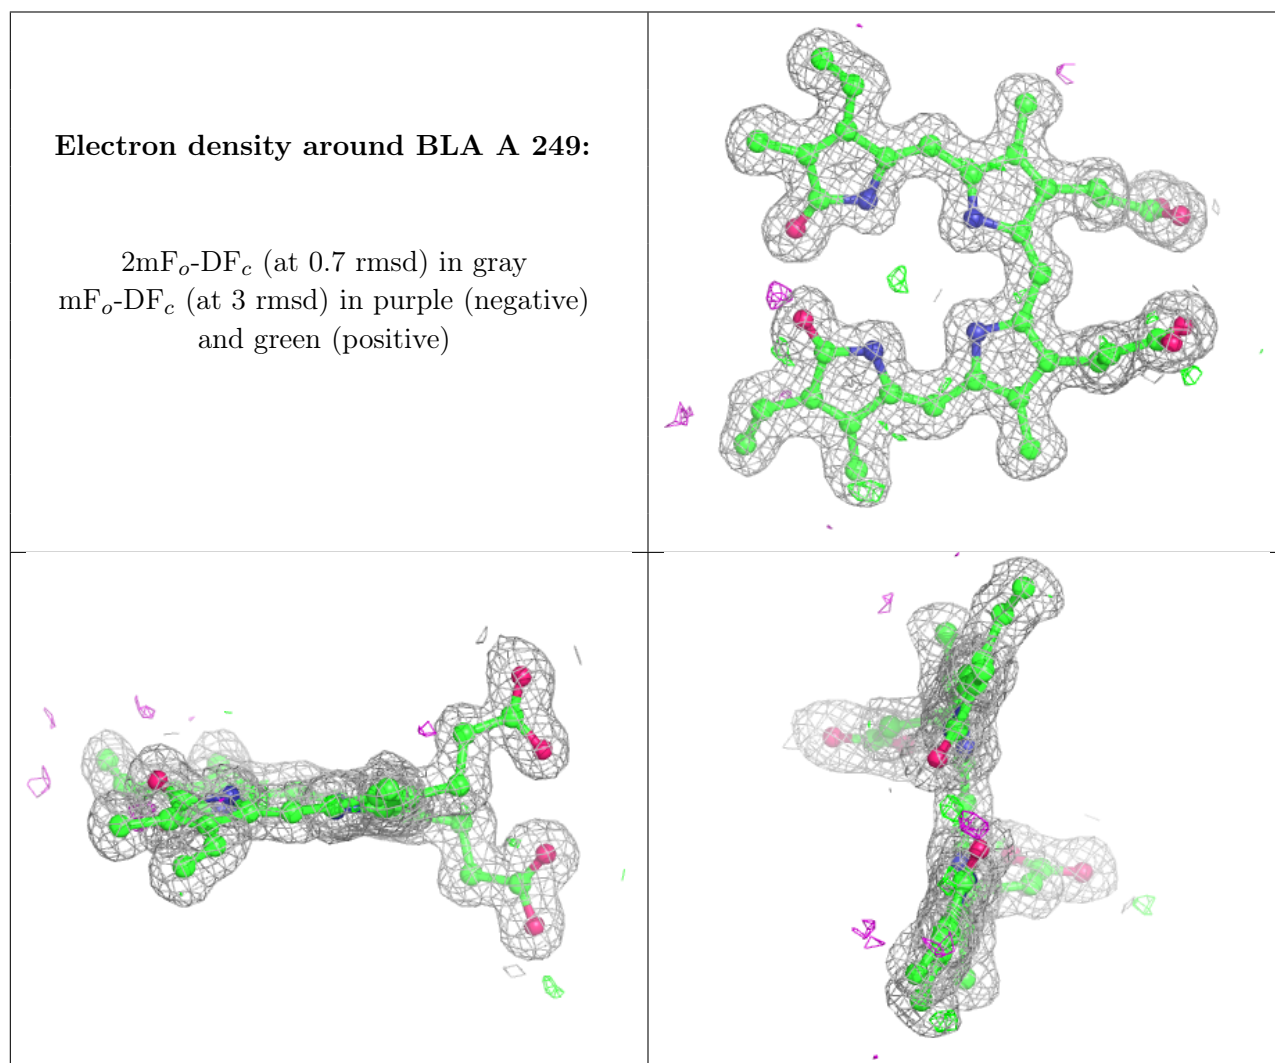 Electron density around BLA A 249:
2mFo-DFc (at 0.7 rmsd) in gray
mFo-DFc (at 3 rmsd) in purple (negative)
and green (positive)